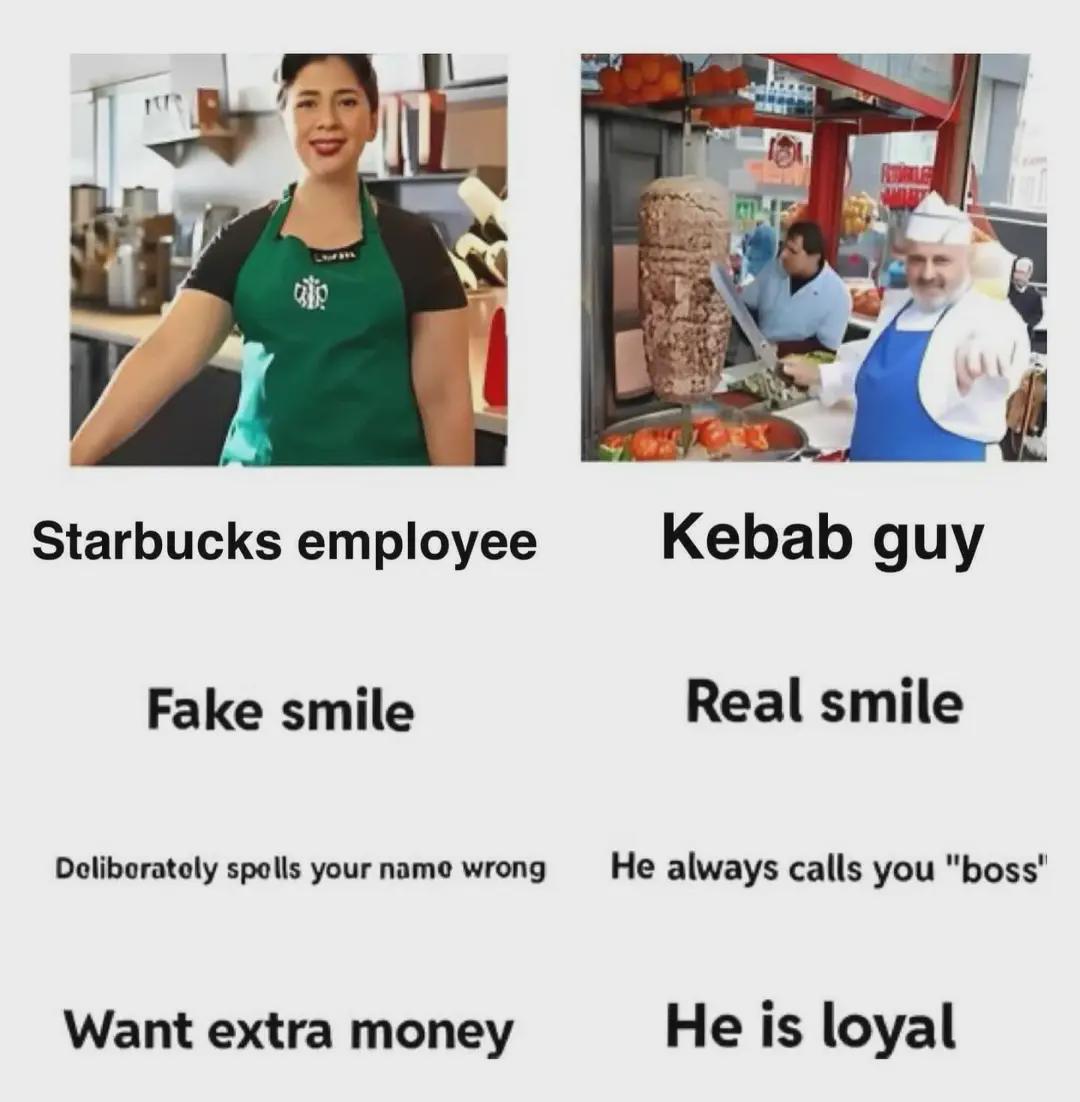 Starbucks employee
Kebab guy
Fake smile
Real smile
Deliberately spells your name wrong
He always calls you "boss"
Want extra money
He is loyal